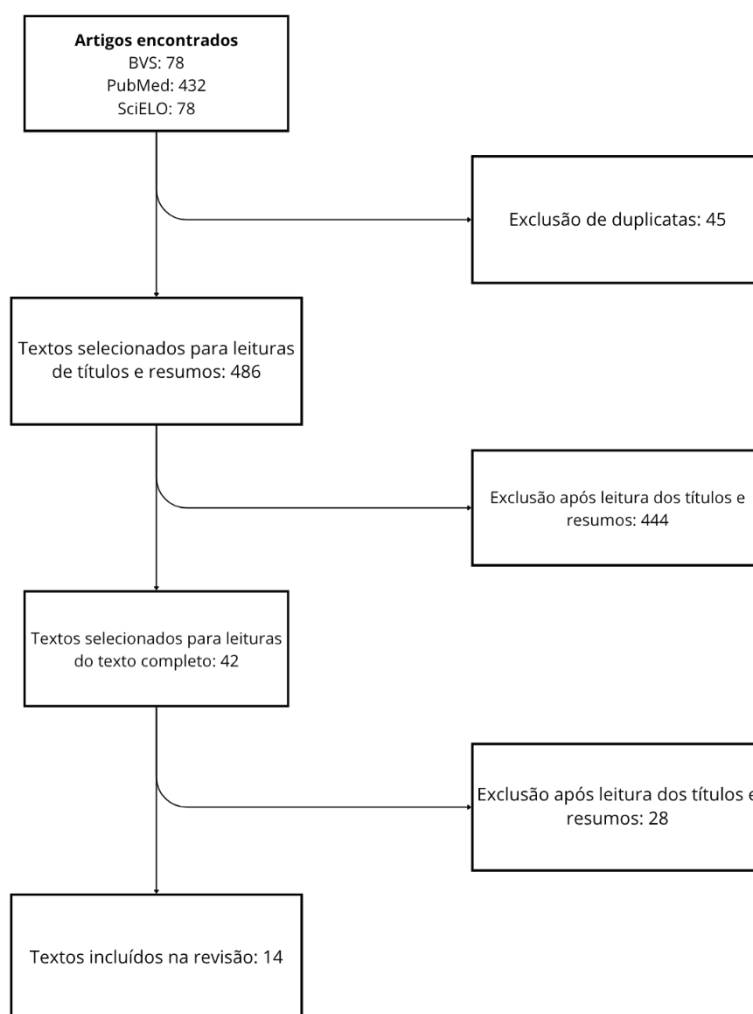 Artigos encontrados
BVS: 78
PubMed: 432
SciELO: 78
Exclusão de duplicatas: 45
Textos selecionados para leituras
de títulos e resumos: 486
Exclusão após leitura dos títulos e
resumos: 444
Textos selecionados para leituras
do texto completo: 42
Exclusão após leitura dos títulos e
resumos: 28
Textos incluídos na revisão: 14